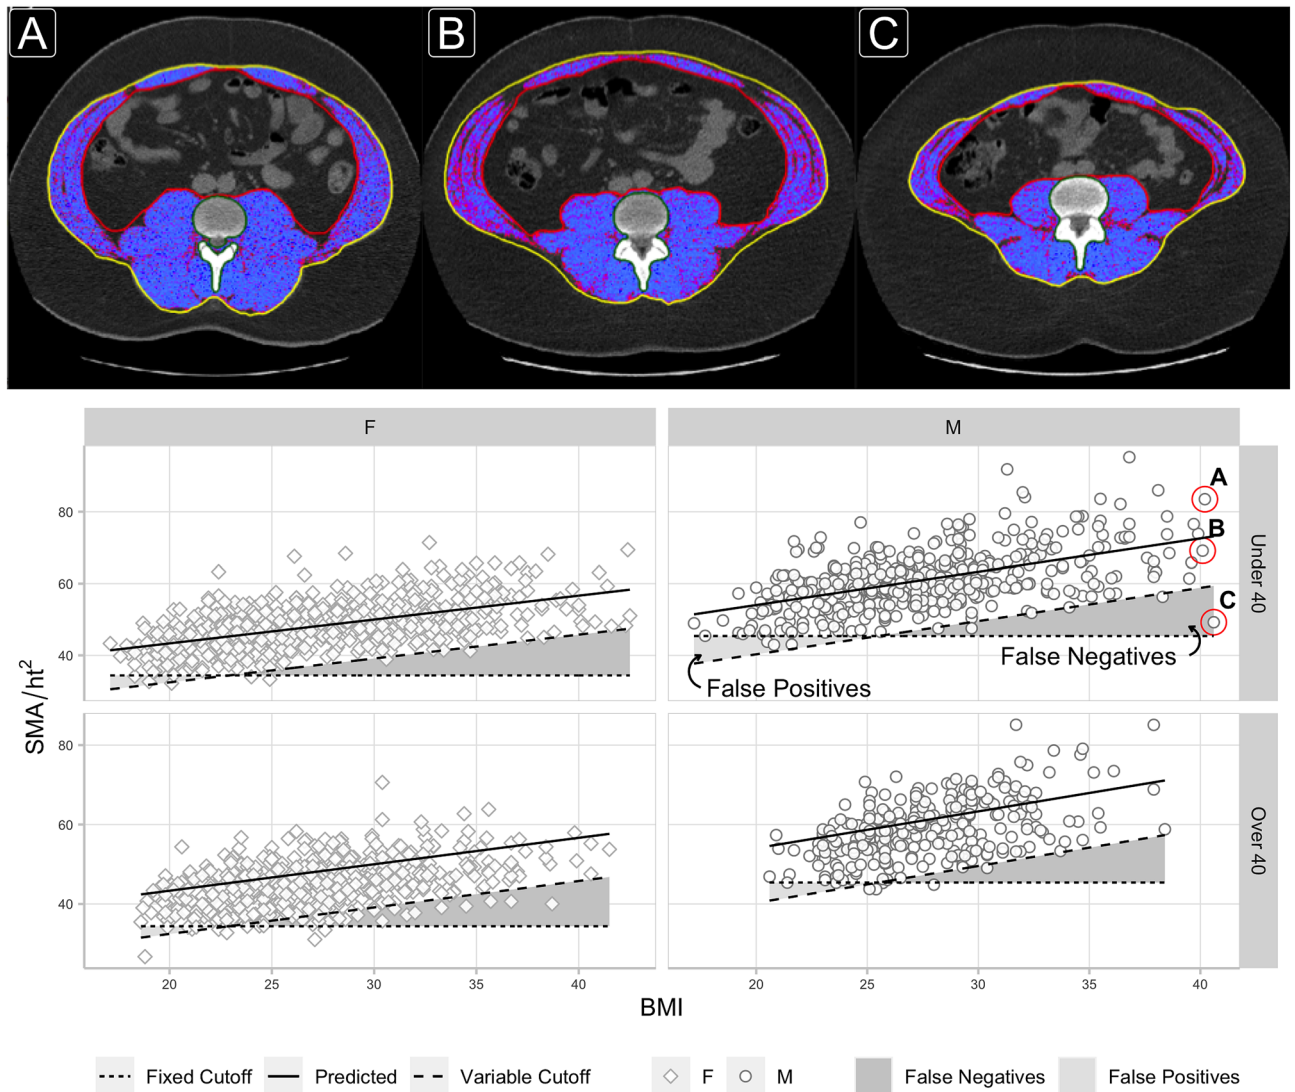 A B C
F M
80
60
40
Under 40
A
B
C
False Negatives
False Positives
SMA/ht2
80
60
40
Over 40
20 25 30 35 40 20 25 30 35 40
BMI
Fixed Cutoff Predicted Variable Cutoff F M False Negatives False Positives